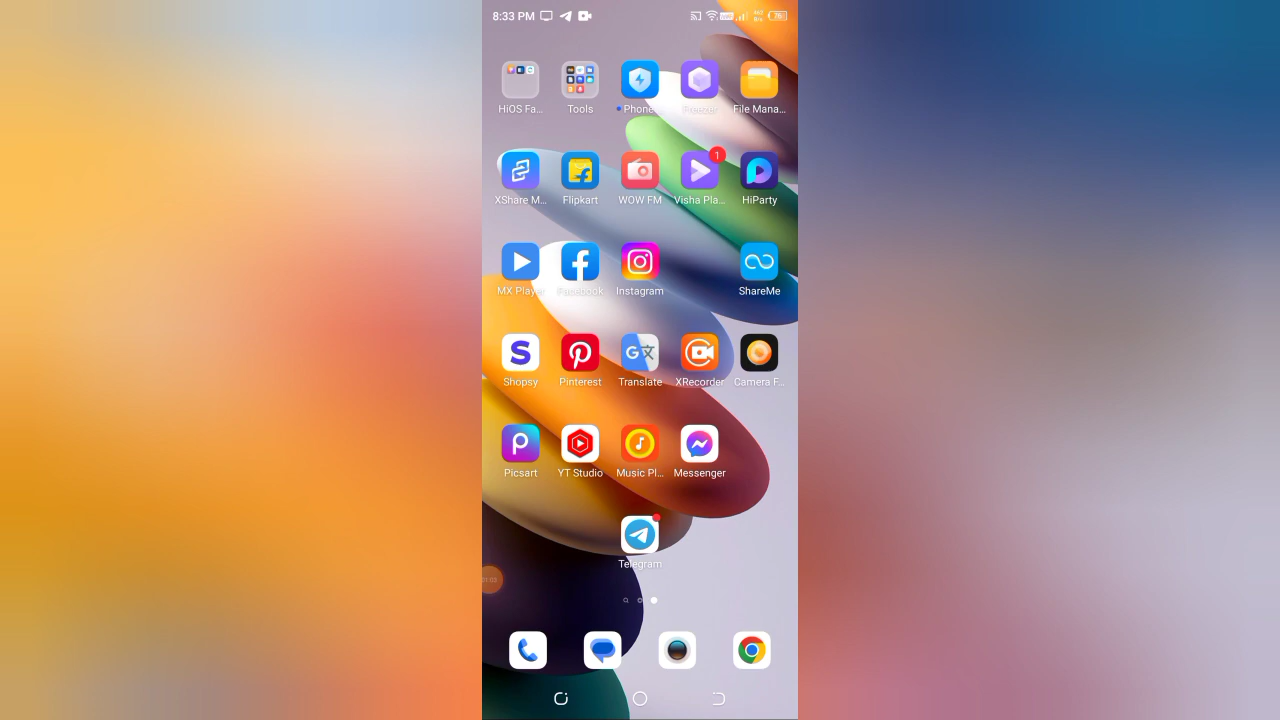 8:33 PM
HiOS Fa... Tools Phone Freezer File Mana...
XShare M... Flipkart WOW FM Visha Pla... HiParty
1
MX Player Facebook Instagram ShareMe
Shopsy Pinterest Translate XRecorder Camera F...
Picsart YT Studio Music Pl... Messenger
Telegram